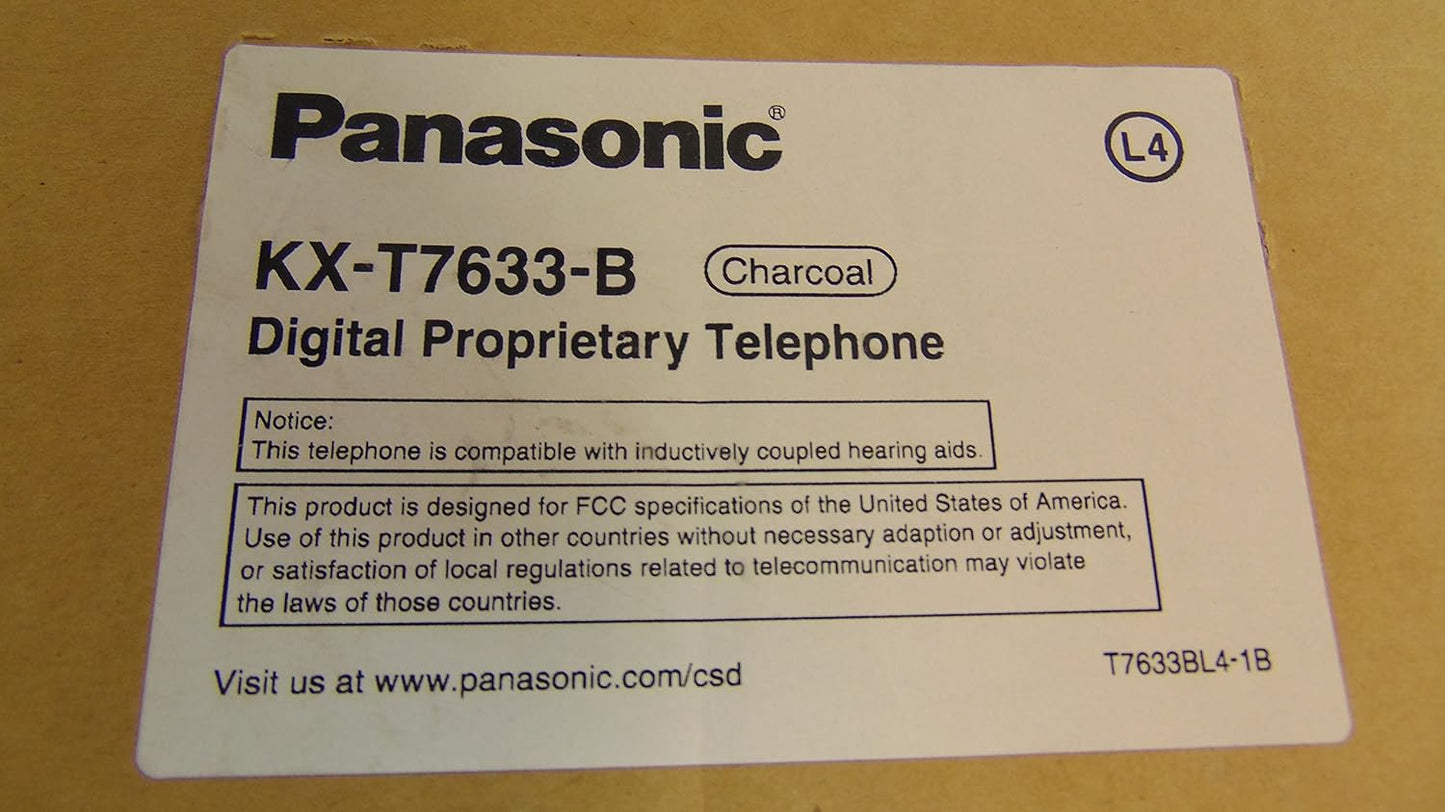 Panasonic®
L4
KX-T7633-B Charcoal
Digital Proprietary Telephone
Notice:
This telephone is compatible with inductively coupled hearing aids.
This product is designed for FCC specifications of the United States of America.
Use of this product in other countries without necessary adaption or adjustment,
or satisfaction of local regulations related to telecommunication may violate
the laws of those countries.
Visit us at www.panasonic.com/csd
T7633BL4-1B